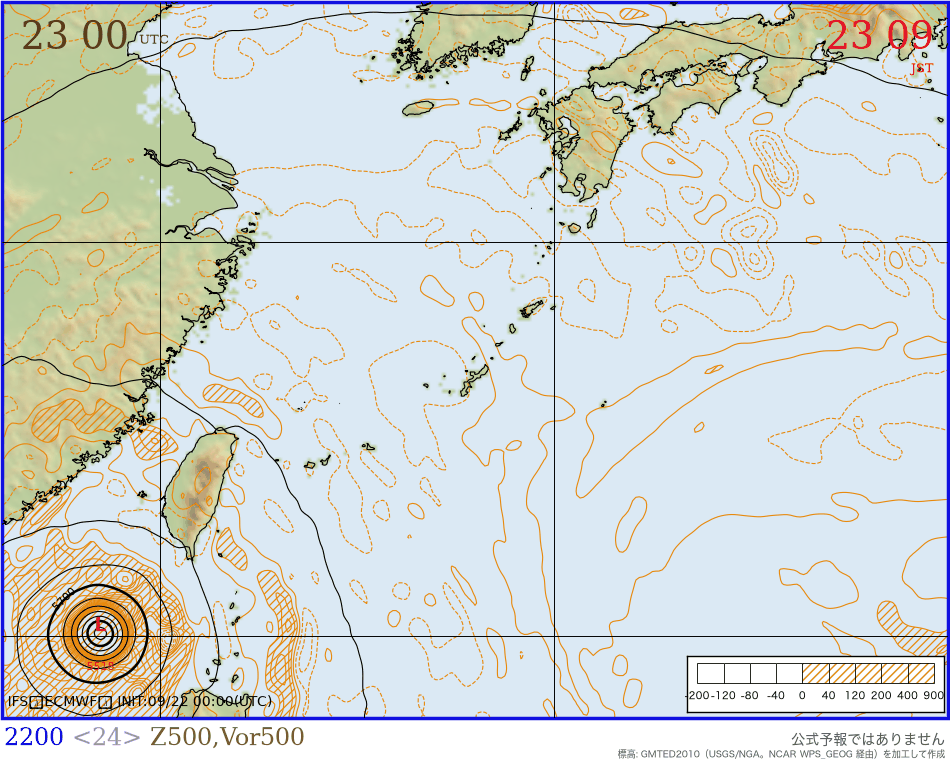 23 00 UTC
23 09
JST
5700
L
5518
IFS□ECMWF□ INIT:09/22 00:00(UTC)
-200 -120 -80 -40 0 40 120 200 400 900
2200 <24> Z500,Vor500
公式予報ではありません
標高: GMTED2010（USGS/NGA。NCAR WPS_GEOG 経由）を加工して作成